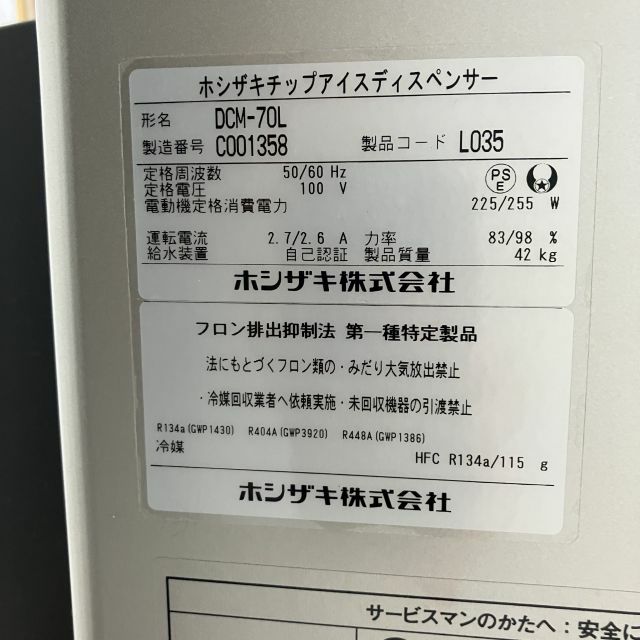 ホシザキチップアイスディスペンサー
形名 DCM-70L
製造番号 C001358 製品コード L035
定格周波数 50/60 Hz
定格電圧 100 V
PS E
電動機定格消費電力 225/255 W
運転電流 2.7/2.6 A 力率 83/98 %
給水装置 自己認証 製品質量 42 kg
ホシザキ株式会社
フロン排出抑制法 第一種特定製品
法にもとづくフロン類の・みだり大気放出禁止
・冷媒回収業者へ依頼実施・未回収機器の引渡禁止
R134a(GWP1430) R404A(GWP3920) R448A(GWP1386)
冷媒 HFC R134a/115 g
ホシザキ株式会社
サービスマンのかたへ：安全に